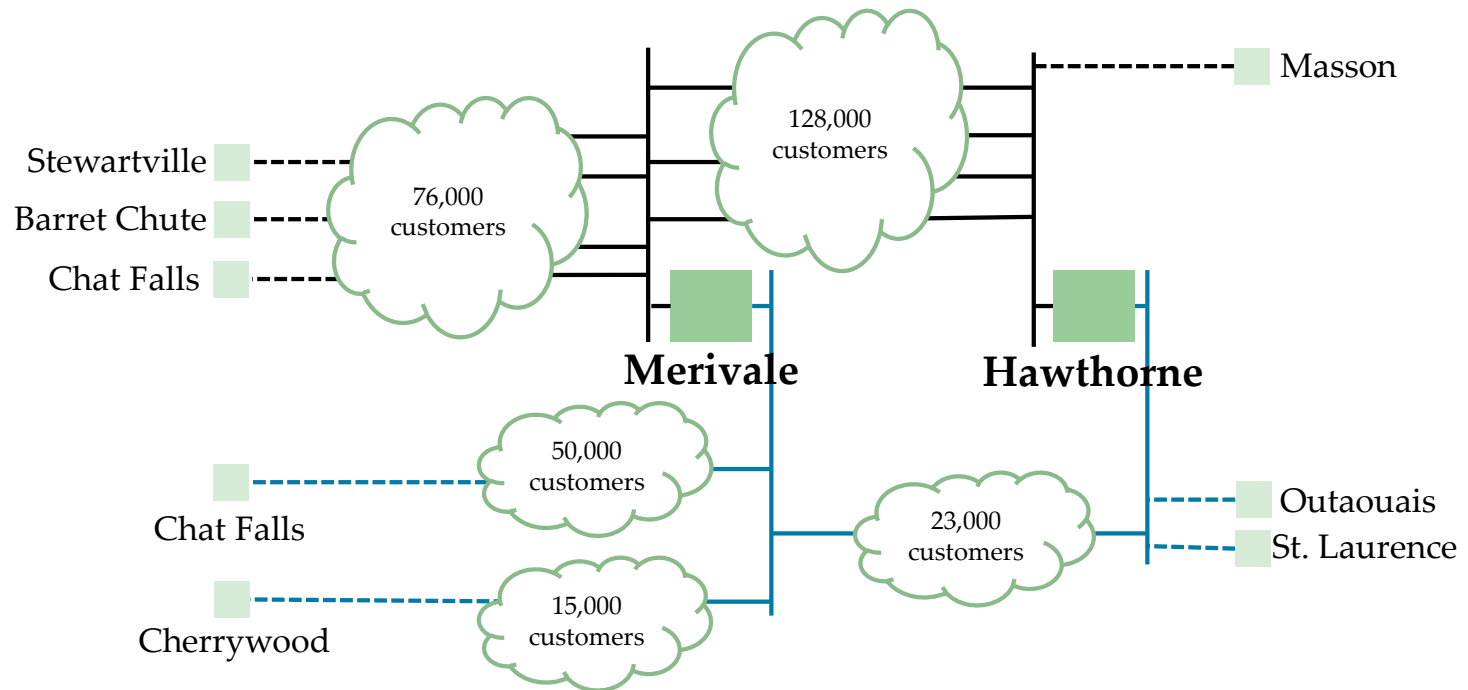 Masson
128,000
customers
Stewartville
76,000
customers
Barret Chute
Chat Falls
Merivale
Hawthorne
50,000
customers
Chat Falls
23,000
customers
Outaouais
St. Laurence
15,000
customers
Cherrywood